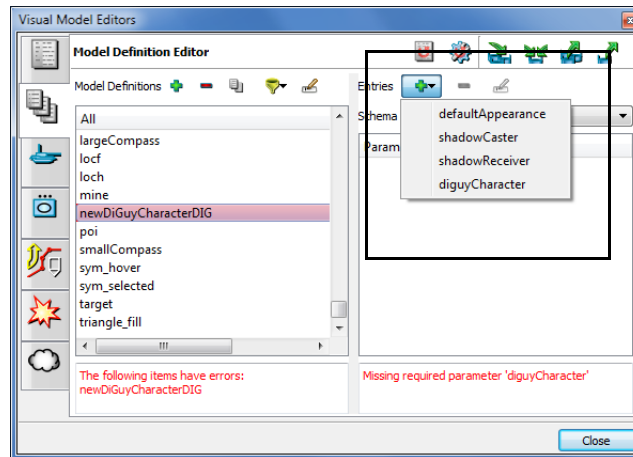 Visual Model Editors
Model Definition Editor
Model Definitions
Entries
All
largeCompass
locf
loch
mine
newDiGuyCharacterDIG
poi
smallCompass
sym_hover
sym_selected
target
triangle_fill
Schema
Param
defaultAppearance
shadowCaster
shadowReceiver
diguyCharacter
The following items have errors:
newDiGuyCharacterDIG
Missing required parameter 'diguyCharacter'
Close